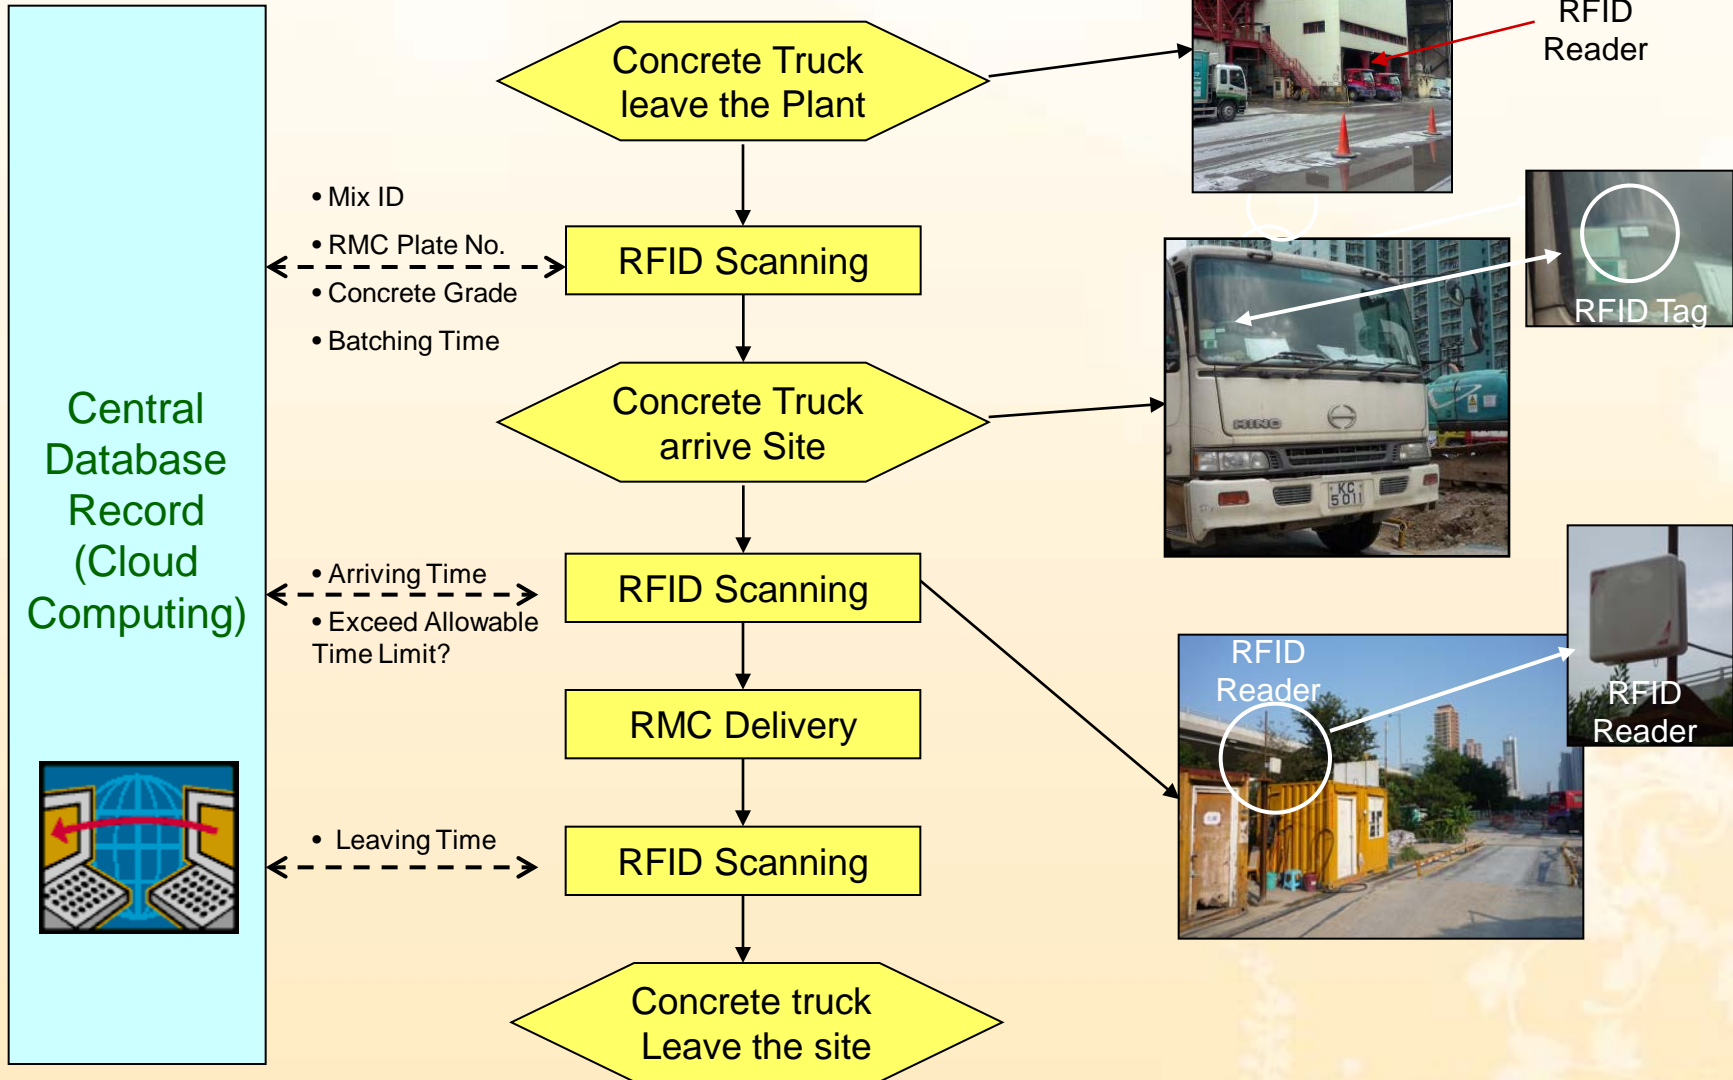 Central
Database
Record
(Cloud
Computing)
Concrete Truck
leave the Plant
• Mix ID
• RMC Plate No.
• Concrete Grade
• Batching Time
RFID Scanning
Concrete Truck
arrive Site
• Arriving Time
• Exceed Allowable
Time Limit?
RFID Scanning
RMC Delivery
• Leaving Time
RFID Scanning
Concrete truck
Leave the site
RFID
Reader
RFID Tag
HINO
KC
5011
RFID
Reader
RFID
Reader